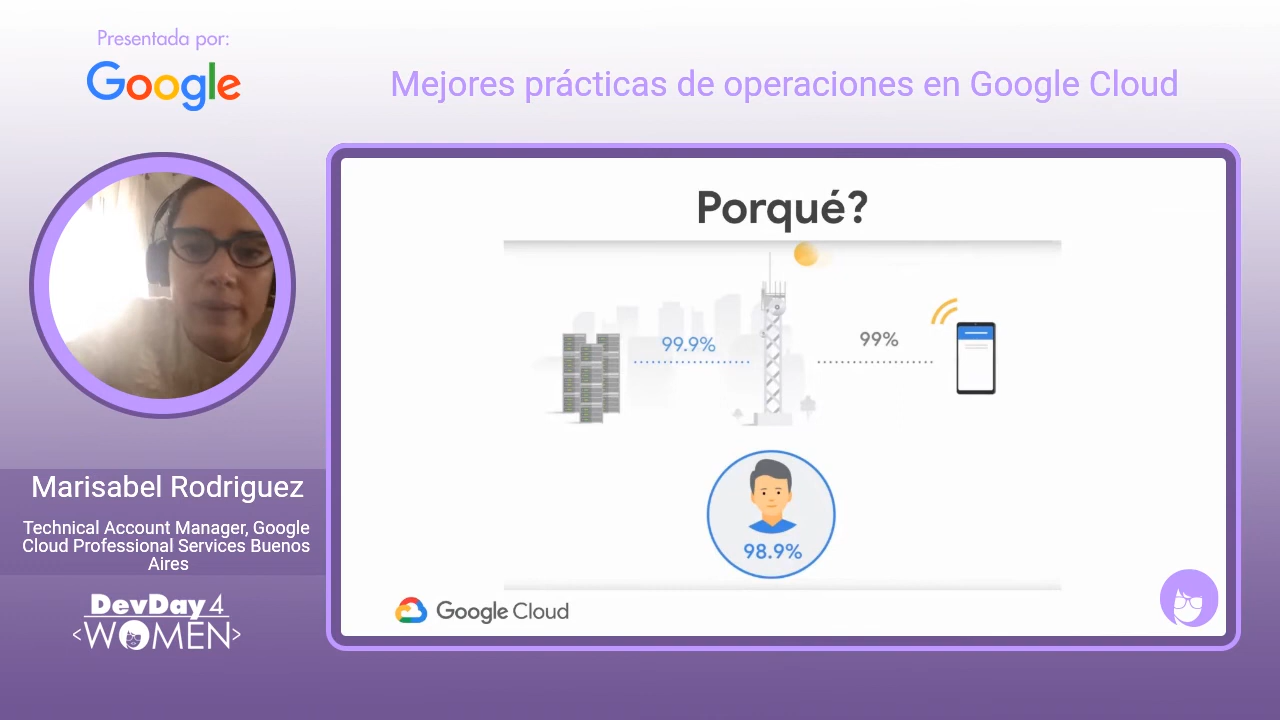 Presentada por:
Google
Mejores prácticas de operaciones en Google Cloud
Porqué?
99.9%
99%
98.9%
Google Cloud
Marisabel Rodriguez
Technical Account Manager, Google
Cloud Professional Services Buenos
Aires
DevDay 4
<WOMEN>